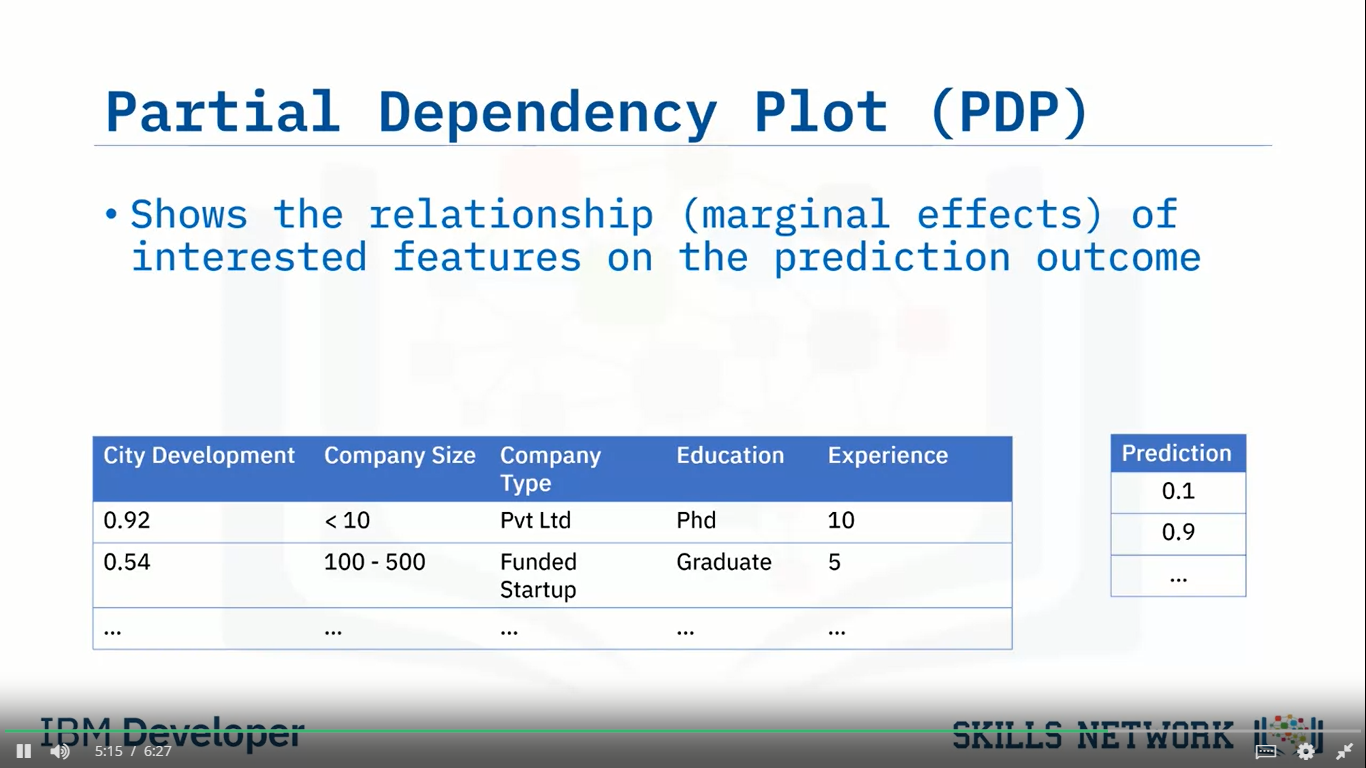 Partial Dependency Plot (PDP)
• Shows the relationship (marginal effects) of
interested features on the prediction outcome
City Development Company Size Company Type Education Experience
0.92 < 10 Pvt Ltd Phd 10
0.54 100 - 500 Funded Startup Graduate 5
... ... ... ... ...
Prediction
0.1
0.9
...
IBM Developer
SKILLS NETWORK
5:15 / 6:27